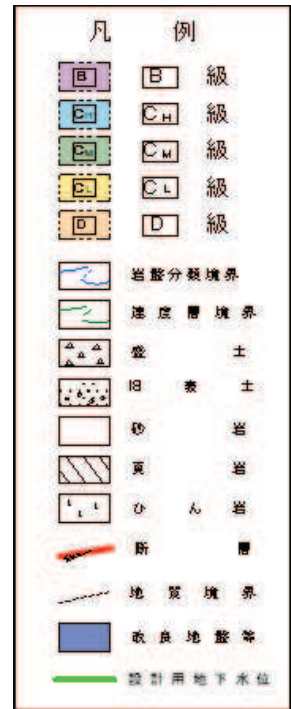 凡 例
B B 級
CH CH 級
CM CM 級
CL CL 級
D D 級
岩盤分類境界
速度層境界
盛 土
旧 表 土
砂 岩
頁 岩
ひ ん 岩
断 層
地 質 境 界
改良地盤等
設計用地下水位